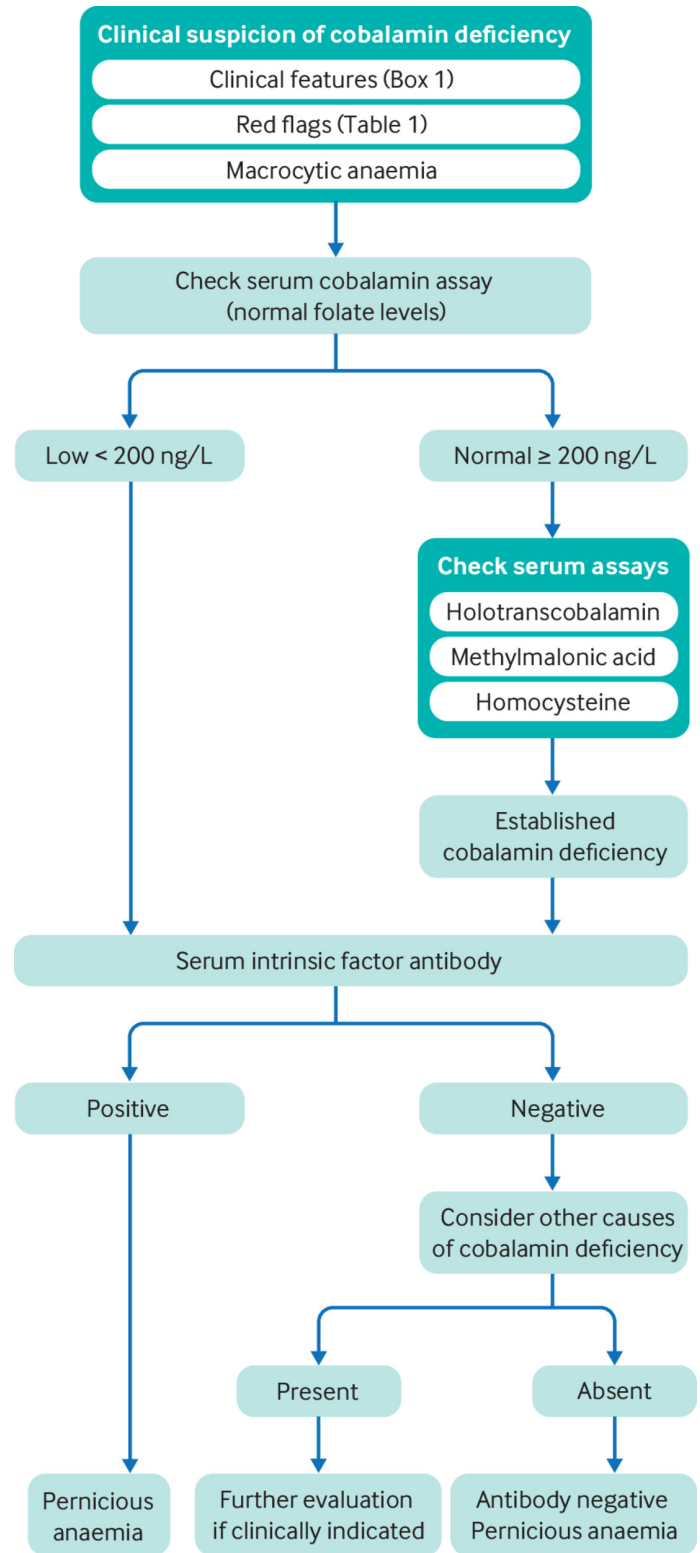 Clinical suspicion of cobalamin deficiency
Clinical features (Box 1)
Red flags (Table 1)
Macrocytic anaemia
Check serum cobalamin assay
(normal folate levels)
Low < 200 ng/L
Normal ≥ 200 ng/L
Check serum assays
Holotranscobalamin
Methylmalonic acid
Homocysteine
Established
cobalamin deficiency
Serum intrinsic factor antibody
Positive
Negative
Consider other causes
of cobalamin deficiency
Present
Absent
Pernicious
anaemia
Further evaluation
if clinically indicated
Antibody negative
Pernicious anaemia